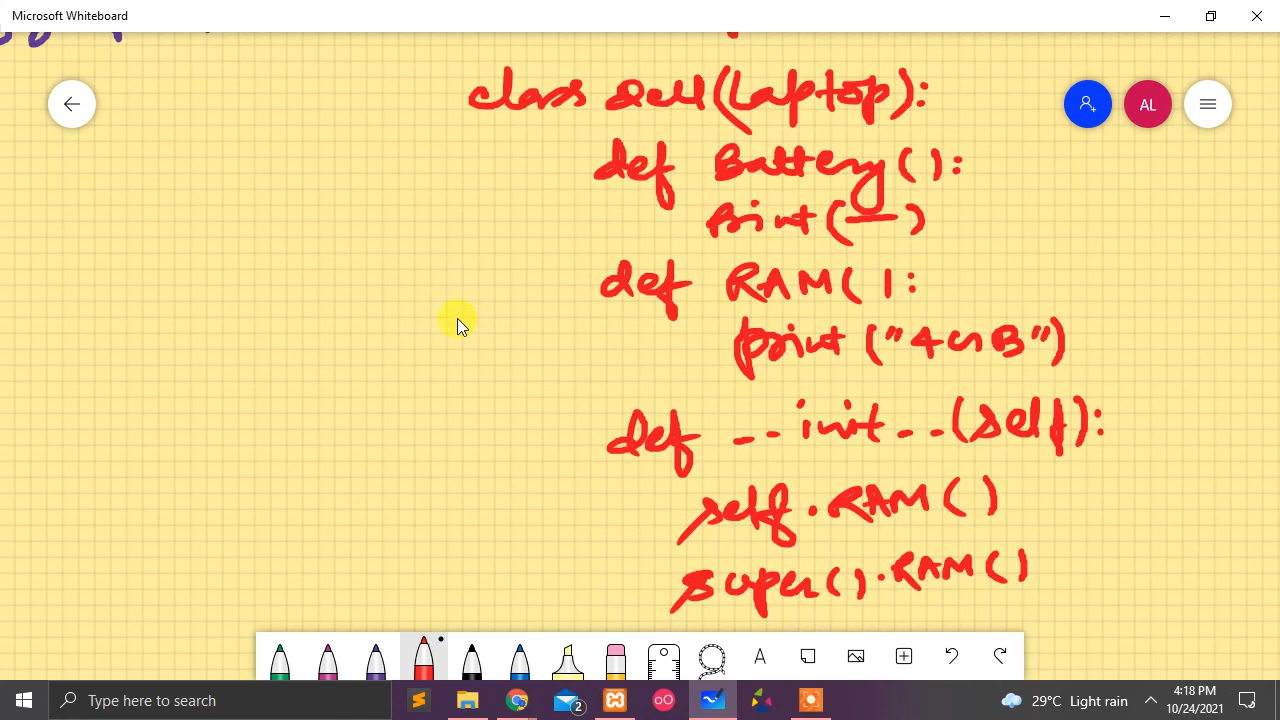 Microsoft Whiteboard
class dell(Laptop):
def Battery():
print(—)
def RAM():
print("4GB")
AL
def __init__(self):
self.RAM()
super().RAM()
A
Type here to search
2
29°C Light rain
4:18 PM
10/24/2021